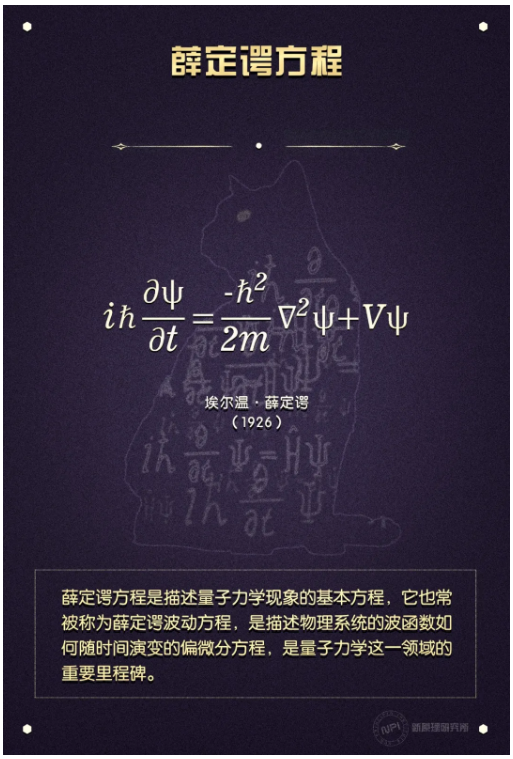 薛定谔方程
iħ ∂ψ/∂t = -ħ²/2m ∇²ψ+Vψ
埃尔温·薛定谔
（1926）
薛定谔方程是描述量子力学现象的基本方程，它也常
被称为薛定谔波动方程，是描述物理系统的波函数如
何随时间演变的偏微分方程，是量子力学这一领域的
重要里程碑。
NPI 新原理研究所